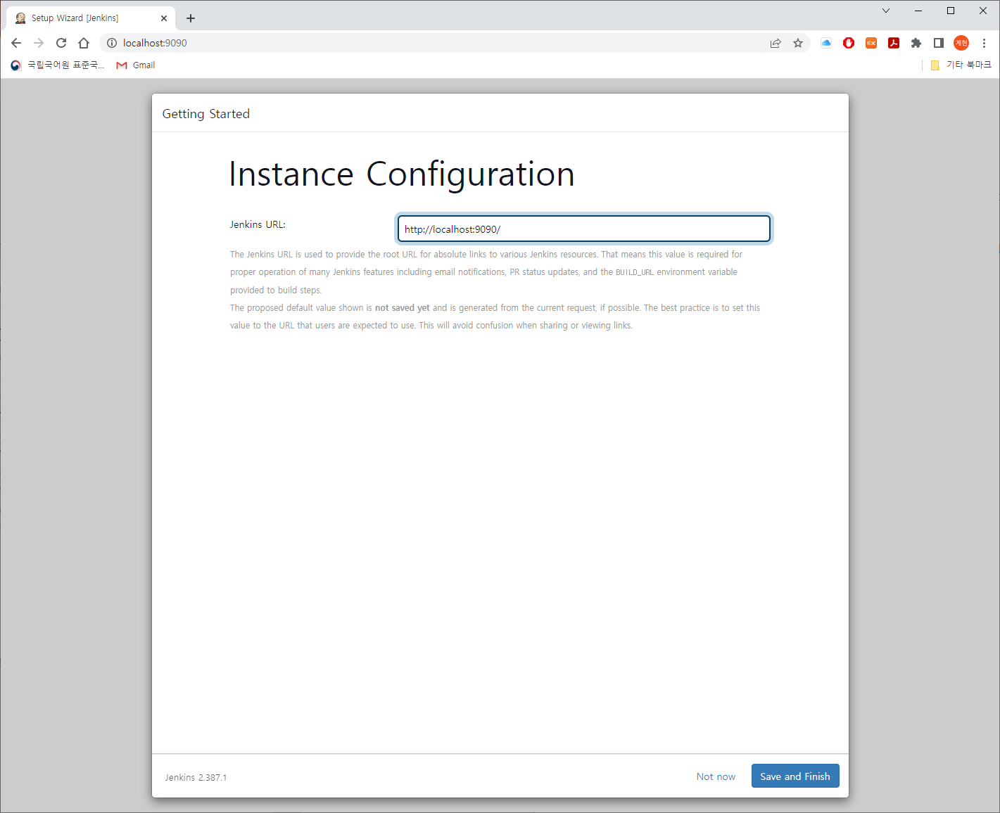 Setup Wizard [Jenkins]
localhost:9090
EX
계현
국립국어원 표준국...
Gmail
기타 북마크
Getting Started
Instance Configuration
Jenkins URL:
http://localhost:9090/
The Jenkins URL is used to provide the root URL for absolute links to various Jenkins resources. That means this value is required for
proper operation of many Jenkins features including email notifications, PR status updates, and the BUILD_URL environment variable
provided to build steps.
The proposed default value shown is not saved yet and is generated from the current request, if possible. The best practice is to set this
value to the URL that users are expected to use. This will avoid confusion when sharing or viewing links.
Jenkins 2.387.1
Not now
Save and Finish